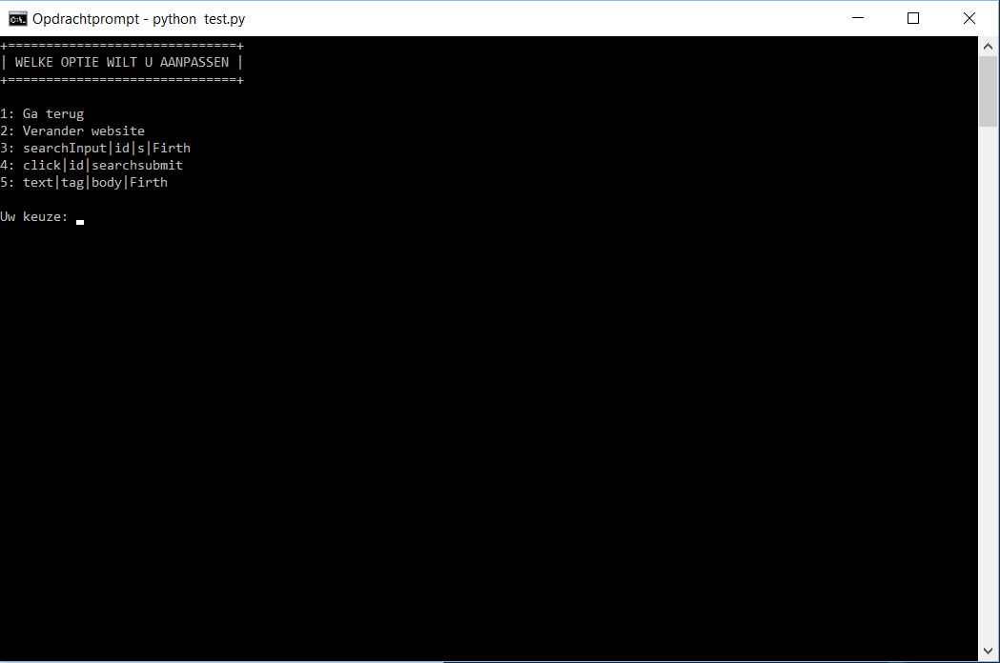 Opdrachtprompt - python  test.py
+==============================+
| WELKE OPTIE WILT U AANPASSEN |
+==============================+
1: Ga terug
2: Verander website
3: searchInput|id|s|Firth
4: click|id|searchsubmit
5: text|tag|body|Firth
Uw keuze: